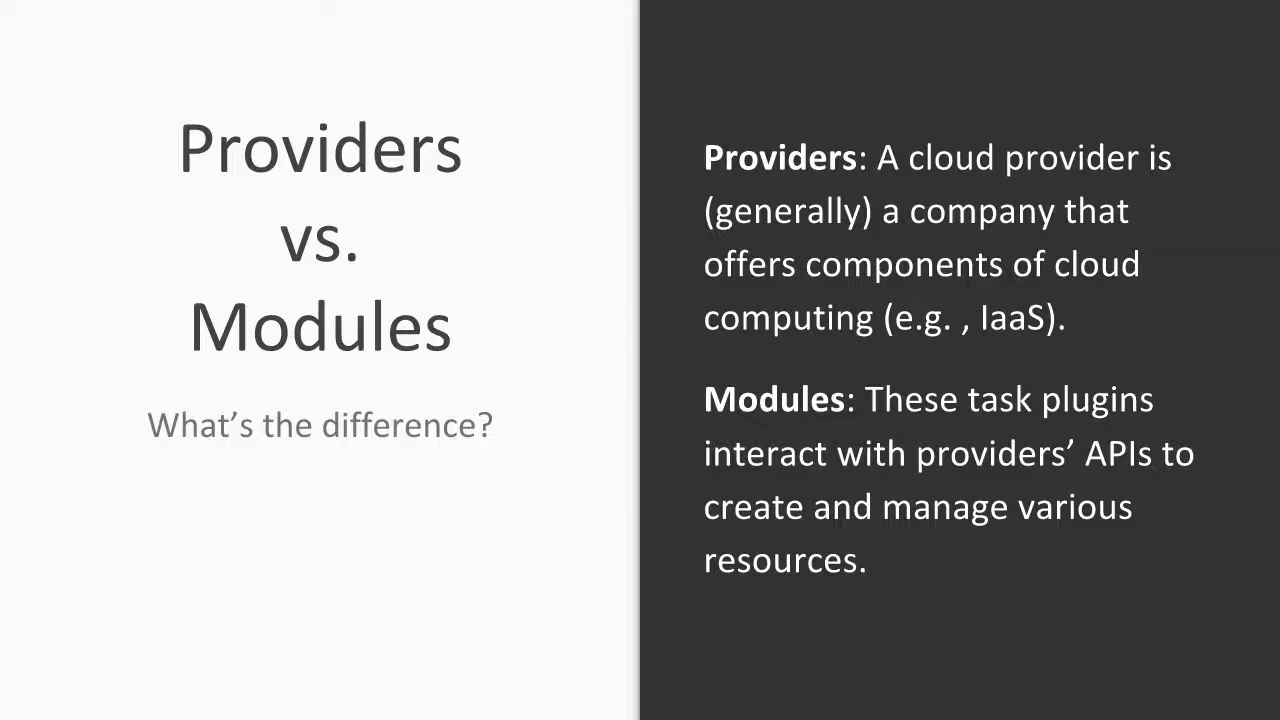 Providers
vs.
Modules
What’s the difference?
Providers: A cloud provider is
(generally) a company that
offers components of cloud
computing (e.g. , IaaS).
Modules: These task plugins
interact with providers’ APIs to
create and manage various
resources.